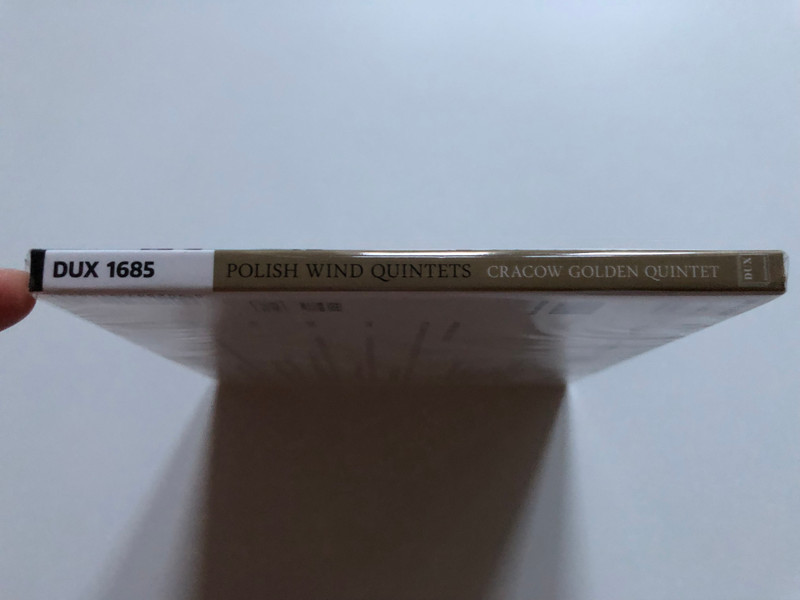 DUX 1685 POLISH WIND QUINTETS CRACOW GOLDEN QUINTET DUX